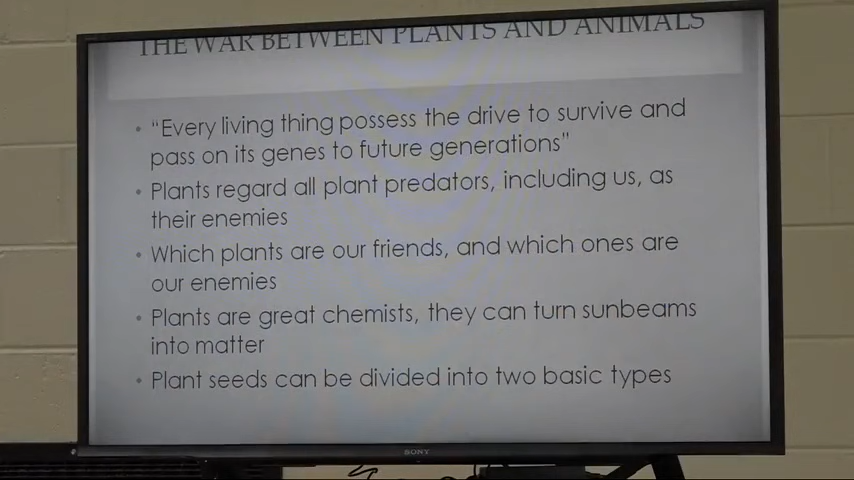 THE WAR BETWEEN PLANTS AND ANIMALS
• "Every living thing possess the drive to survive and
pass on its genes to future generations"
• Plants regard all plant predators, including us, as
their enemies
• Which plants are our friends, and which ones are
our enemies
• Plants are great chemists, they can turn sunbeams
into matter
• Plant seeds can be divided into two basic types
SONY